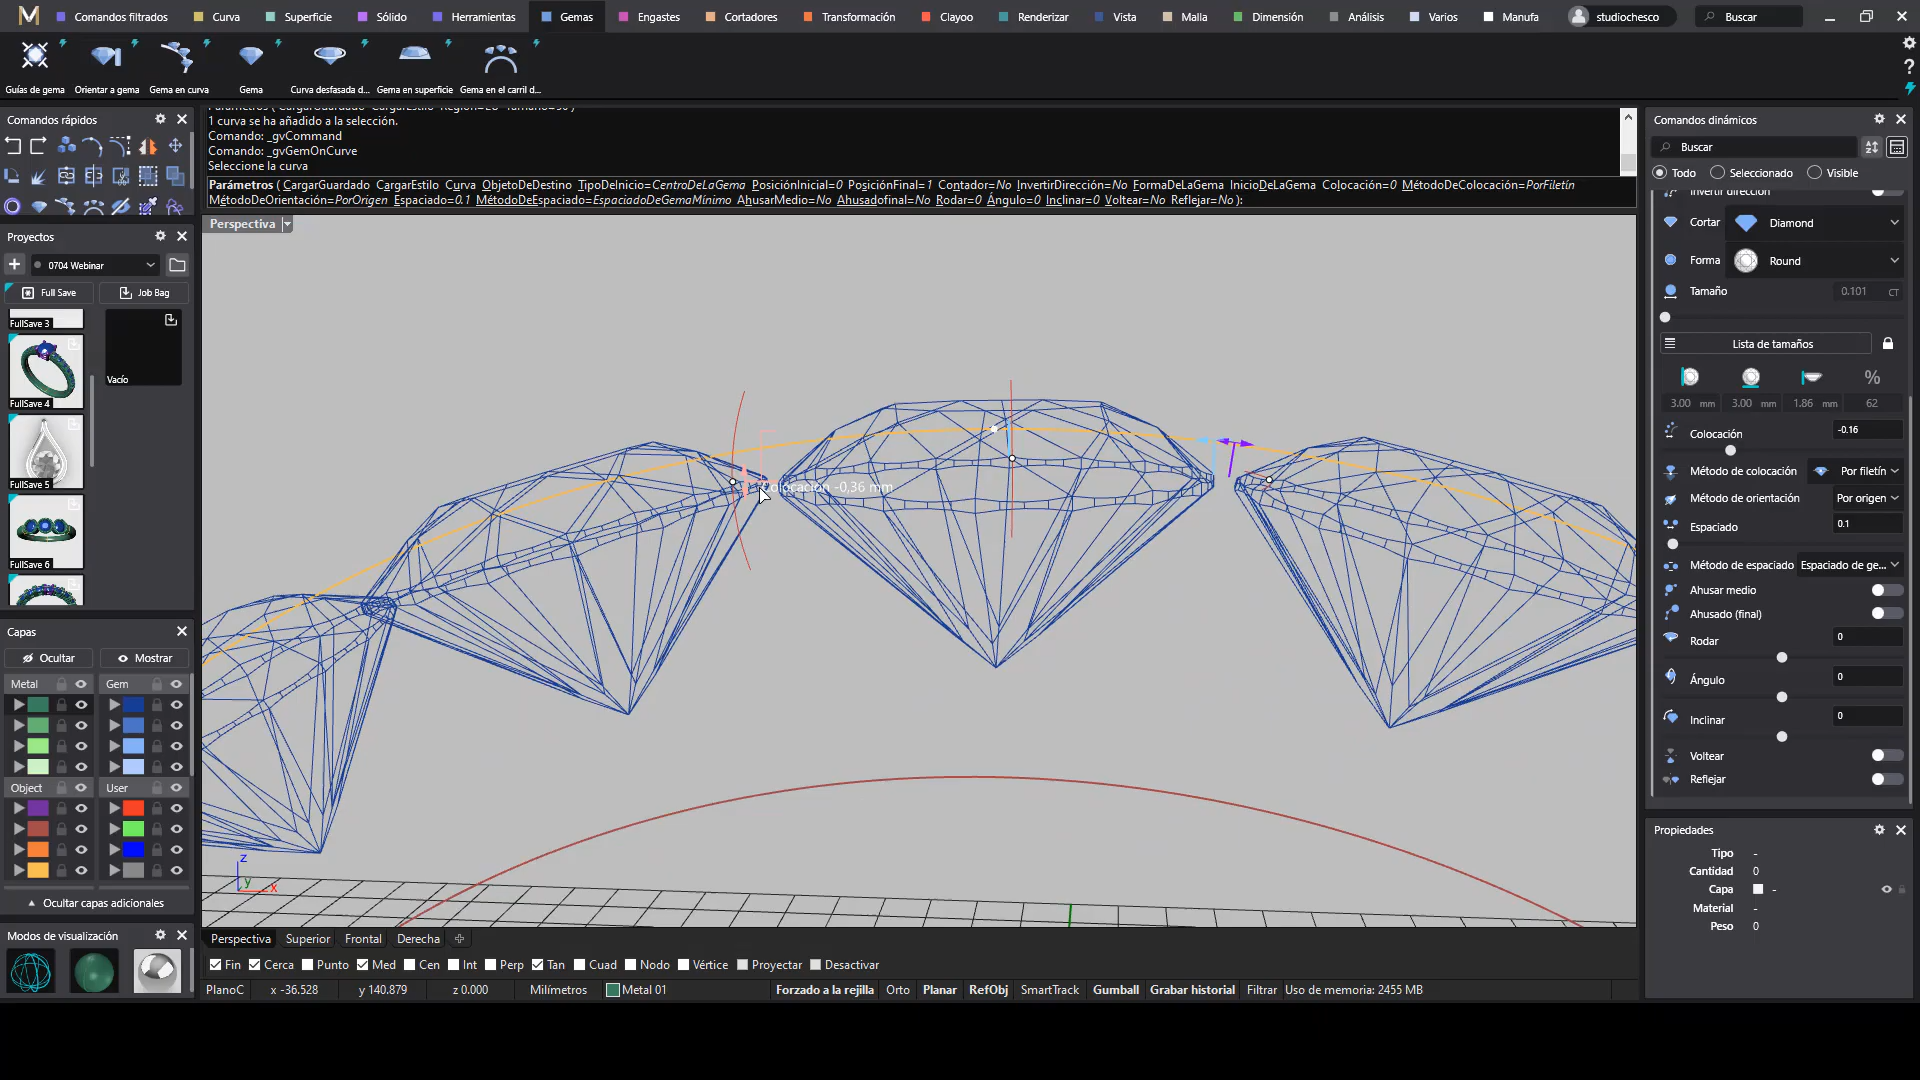 Comandos filtrados Curva Superficie Sólido Herramientas Gemas Engastes Cortadores Transformación Clayoo Renderizar Vista Malla Dimensión Análisis Varios Manufa studiochesco Buscar
Guías de gema Orientar a gema Gema en curva Gema Curva desfasada d... Gema en superficie Gema en el carril d...
Comandos rápidos
1 curva se ha añadido a la selección.
Comando: _gvCommand
Comando: _gvGemOnCurve
Seleccione la curva
Parámetros ( CargarGuardado CargarEstilo Curva ObjetoDeDestino TipoDeInicio=CentroDeLaGema PosiciónInicial=0 PosiciónFinal=1 Contador=No InvertirDirección=No FormaDeLaGema InicioDeLaGema Colocación=0 MétodoDeColocación=PorFiletín
MétodoDeOrientación=PorOrigen Espaciado=0.1 MétodoDeEspaciado=EspaciadoDeGemaMínimo AhusarMedio=No Ahusadofinal=No Rodar=0 Ángulo=0 Inclinar=0 Voltear=No Reflejar=No ):
Perspectiva
Proyectos
0704 Webinar
Full Save Job Bag
FullSave 3
Vacío
FullSave 4
FullSave 5
FullSave 6
Capas
Ocultar Mostrar
Metal Gem
Object User
Ocultar capas adicionales
Modos de visualización
Colocación -0,36 mm
z
y x
Perspectiva Superior Frontal Derecha
Fin Cerca Punto Med Cen Int Perp Tan Cuad Nodo Vértice Proyectar Desactivar
PlanoC x -36.528 y 140.879 z 0.000 Milímetros Metal 01 Forzado a la rejilla Orto Planar RefObj SmartTrack Gumball Grabar historial Filtrar Uso de memoria: 2455 MB
Comandos dinámicos
Buscar
Todo Seleccionado Visible
Invertir dirección
Cortar Diamond
Forma Round
Tamaño 0.101 CT
Lista de tamaños
%
3.00 mm 3.00 mm 1.86 mm 62
Colocación -0.16
Método de colocación Por filetín
Método de orientación Por origen
Espaciado 0.1
Método de espaciado Espaciado de ge...
Ahusar medio
Ahusado (final)
Rodar 0
Ángulo 0
Inclinar 0
Voltear
Reflejar
Propiedades
Tipo -
Cantidad 0
Capa -
Material -
Peso 0